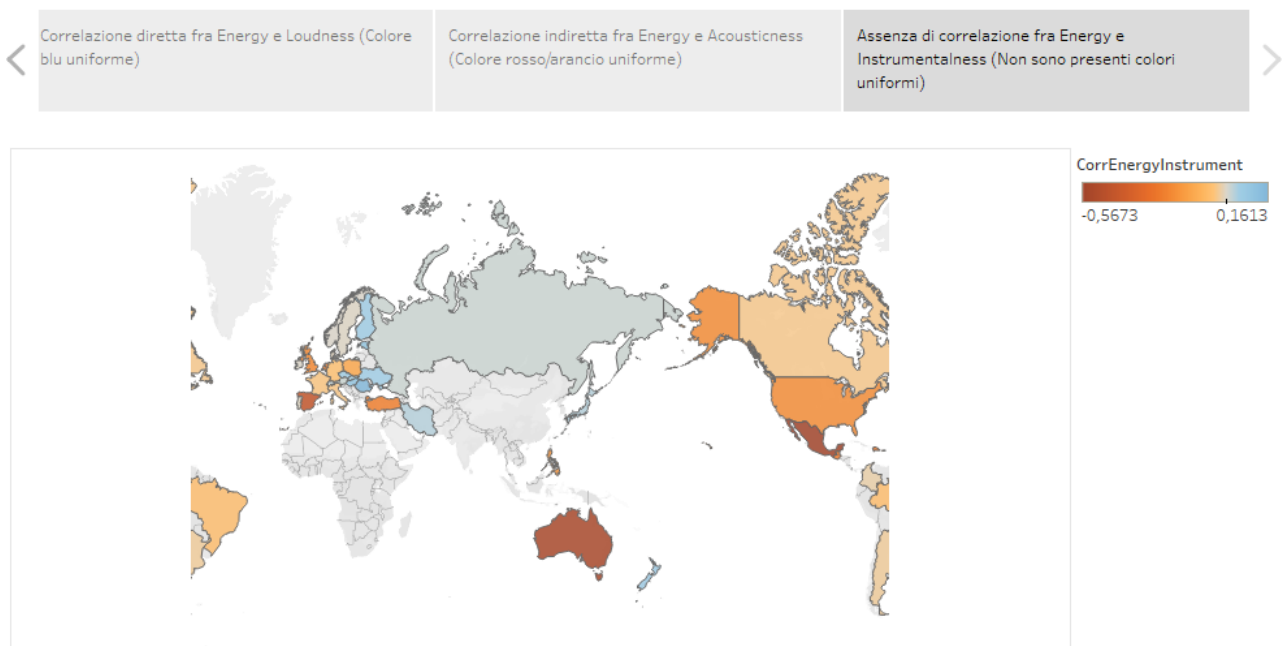 Correlazione diretta fra Energy e Loudness (Colore
blu uniforme)
Correlazione indiretta fra Energy e Acousticness
(Colore rosso/arancio uniforme)
Assenza di correlazione fra Energy e
Instrumentalness (Non sono presenti colori
uniformi)
CorrEnergyInstrument
-0,5673 0,1613